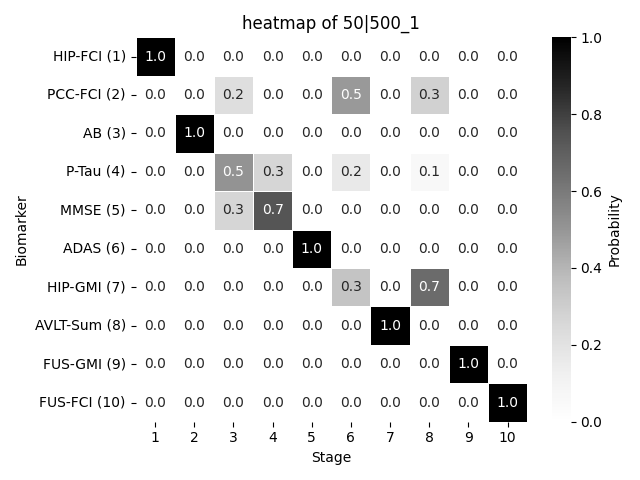 heatmap of 50|500_1
HIP-FCI (1) 1.0 0.0 0.0 0.0 0.0 0.0 0.0 0.0 0.0 0.0
PCC-FCI (2) 0.0 0.0 0.2 0.0 0.0 0.5 0.0 0.3 0.0 0.0
AB (3) 0.0 1.0 0.0 0.0 0.0 0.0 0.0 0.0 0.0 0.0
P-Tau (4) 0.0 0.0 0.5 0.3 0.0 0.2 0.0 0.1 0.0 0.0
MMSE (5) 0.0 0.0 0.3 0.7 0.0 0.0 0.0 0.0 0.0 0.0
ADAS (6) 0.0 0.0 0.0 0.0 1.0 0.0 0.0 0.0 0.0 0.0
HIP-GMI (7) 0.0 0.0 0.0 0.0 0.0 0.3 0.0 0.7 0.0 0.0
AVLT-Sum (8) 0.0 0.0 0.0 0.0 0.0 0.0 1.0 0.0 0.0 0.0
FUS-GMI (9) 0.0 0.0 0.0 0.0 0.0 0.0 0.0 0.0 1.0 0.0
FUS-FCI (10) 0.0 0.0 0.0 0.0 0.0 0.0 0.0 0.0 0.0 1.0
1 2 3 4 5 6 7 8 9 10
Stage
Biomarker
1.0
0.8
0.6
0.4
0.2
0.0
Probability